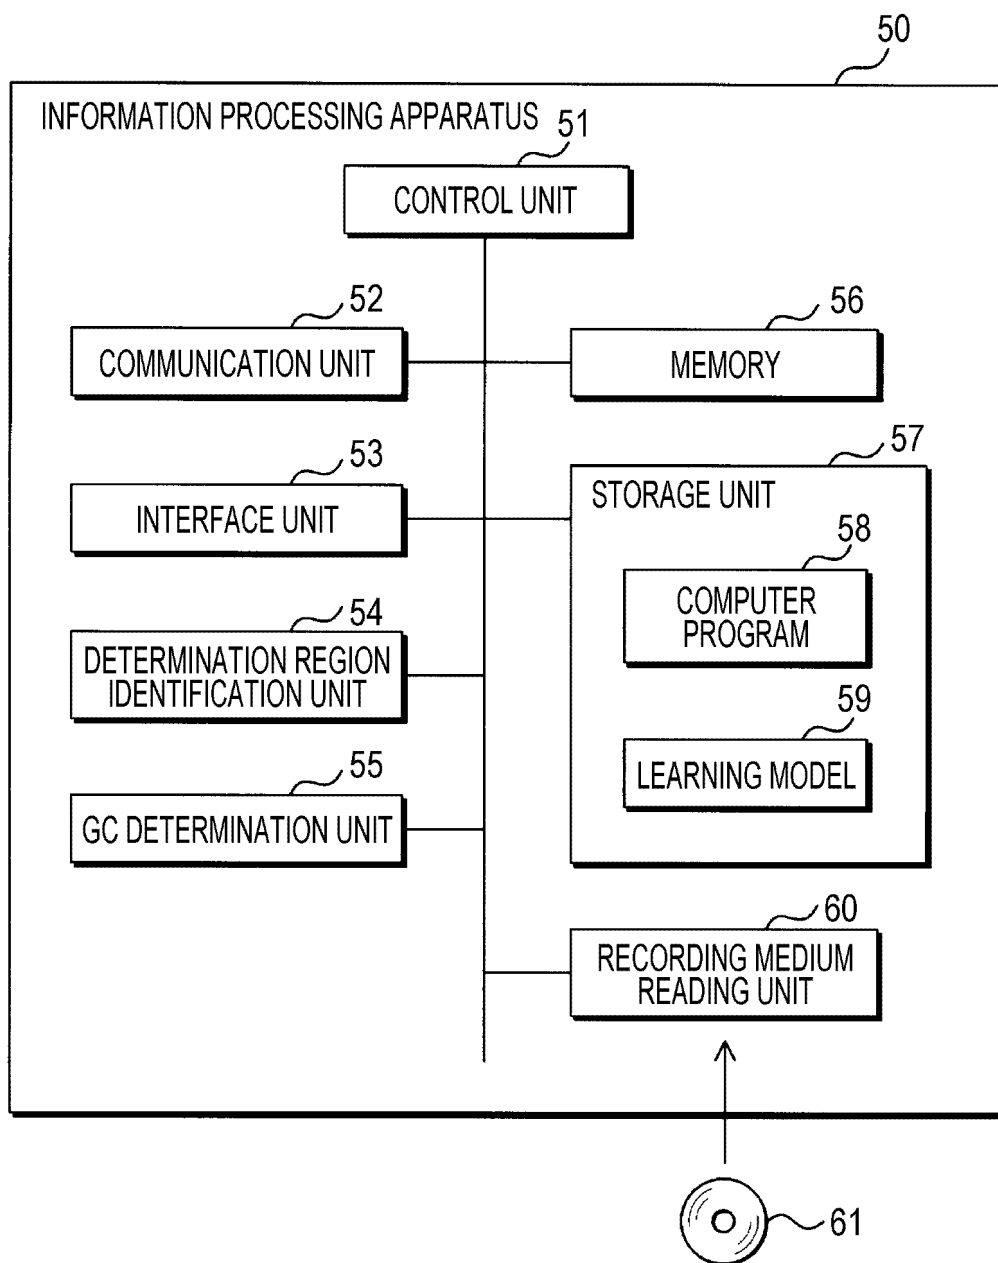 50
INFORMATION PROCESSING APPARATUS
51
CONTROL UNIT
52
COMMUNICATION UNIT
56
MEMORY
53
INTERFACE UNIT
57
STORAGE UNIT
58
COMPUTER
PROGRAM
54
DETERMINATION REGION
IDENTIFICATION UNIT
59
LEARNING MODEL
55
GC DETERMINATION UNIT
60
RECORDING MEDIUM
READING UNIT
61